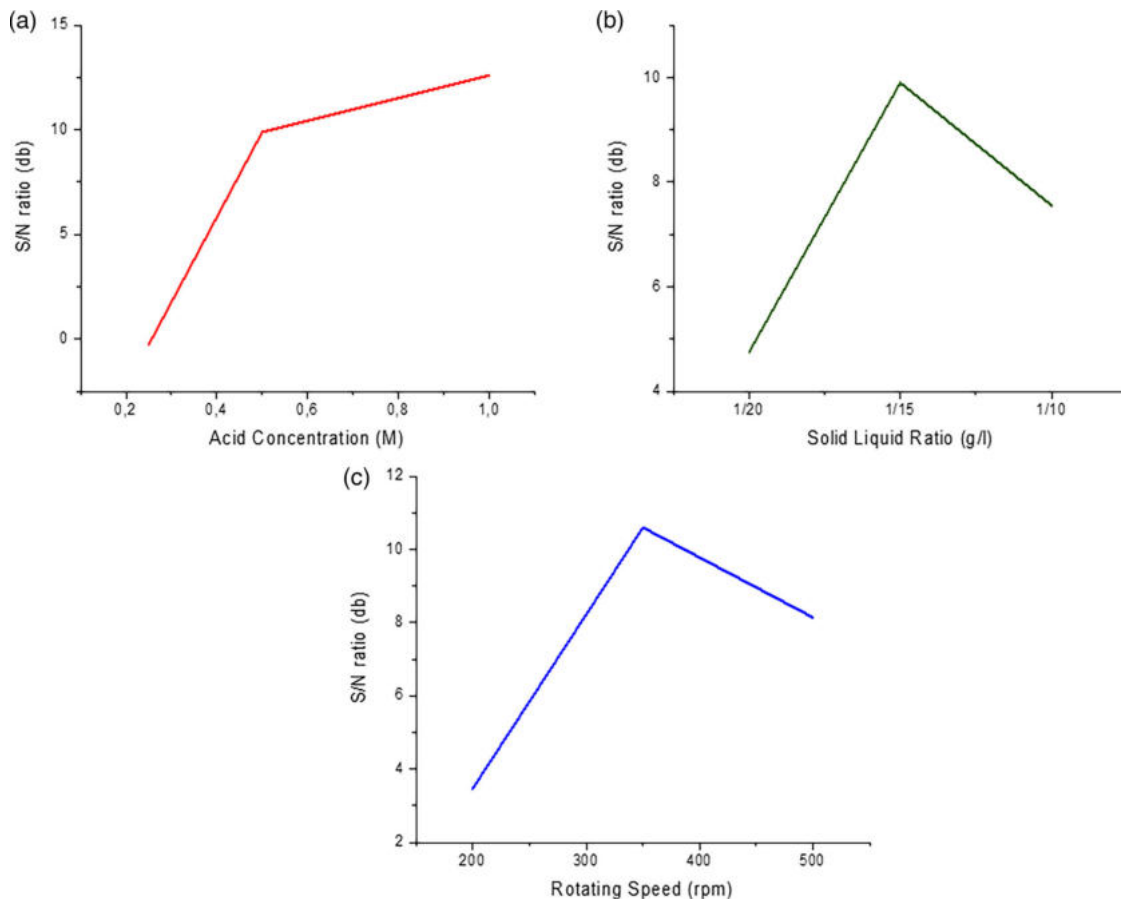 (a)
15
10
5
0
S/N ratio (db)
0,2 0,4 0,6 0,8 1,0
Acid Concentration (M)
(b)
10
8
6
4
S/N ratio (db)
1/20 1/15 1/10
Solid Liquid Ratio (g/l)
(c)
12
10
8
6
4
2
S/N ratio (db)
200 300 400 500
Rotating Speed (rpm)